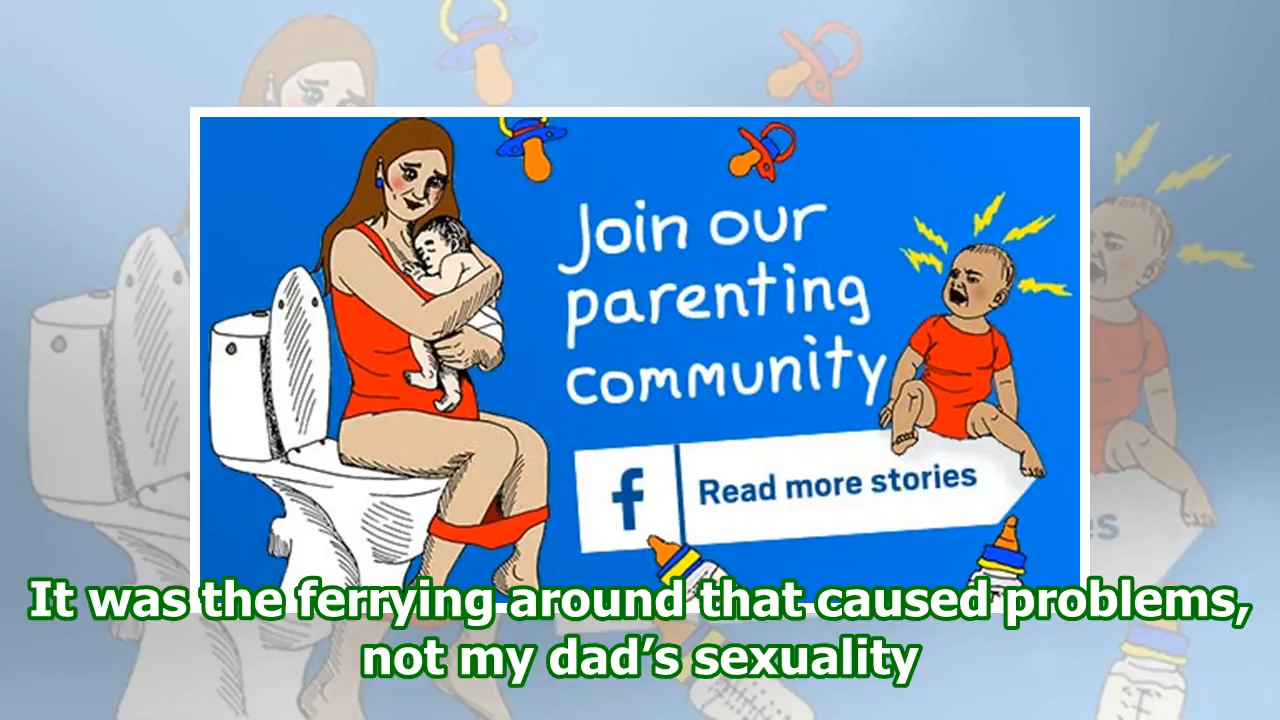 Join our
parenting
community
f
Read more stories
es
It was the ferrying around that caused problems,
not my dad’s sexuality